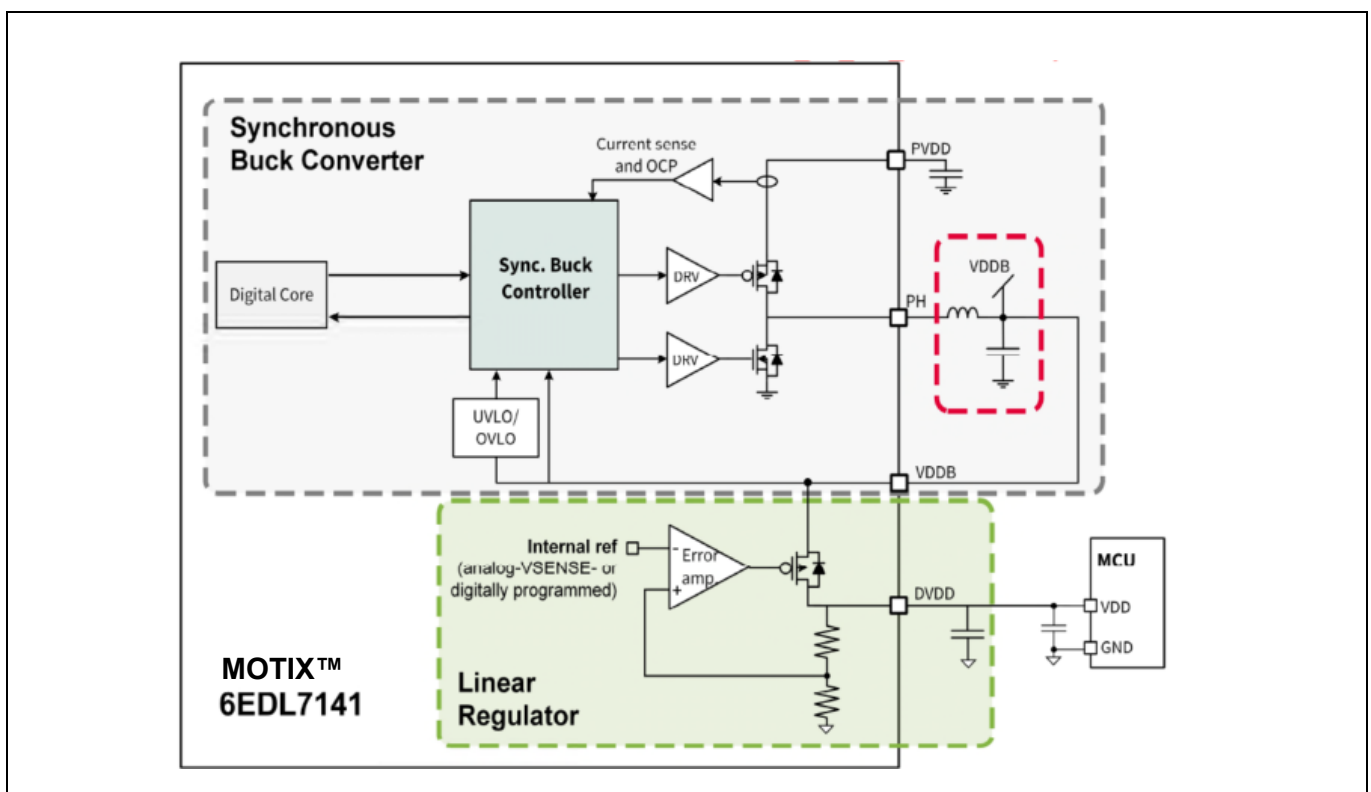 Synchronous
Buck Converter
Current sense
and OCP
PVDD
Digital Core
Sync. Buck
Controller
DRV
VDDB
PH
DRV
UVLO/
OVLO
VDDB
Internal ref
(analog-VSENSE- or
digitally programmed)
-
Error
amp.
+
DVDD
MCU
VDD
GND
MOTIX™
6EDL7141
Linear
Regulator